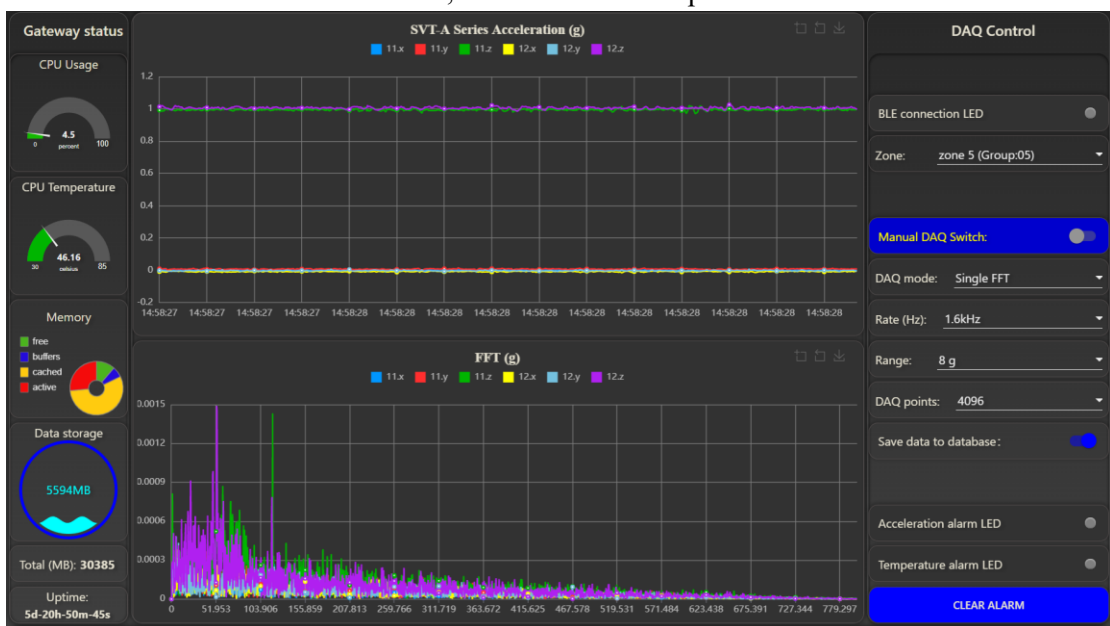 Gateway status
CPU Usage
4.5
percent
0
100
CPU Temperature
46.16
celsius
30
85
Memory
free
buffers
cached
active
Data storage
5594MB
Total (MB): 30385
Uptime:
5d-20h-50m-45s
SVT-A Series Acceleration (g)
11.x 11.y 11.z 12.x 12.y 12.z
1.2
1
0.8
0.6
0.4
0.2
0
-0.2
14:58:27 14:58:27 14:58:27 14:58:27 14:58:27 14:58:28 14:58:28 14:58:28 14:58:28 14:58:28 14:58:28 14:58:28 14:58:28 14:58:28 14:58:28
FFT (g)
11.x 11.y 11.z 12.x 12.y 12.z
0.0015
0.0012
0.0009
0.0006
0.0003
0
0 51.953 103.906 155.859 207.813 259.766 311.719 363.672 415.625 467.578 519.531 571.484 623.438 675.391 727.344 779.297
DAQ Control
BLE connection LED
Zone: zone 5 (Group:05)
Manual DAQ Switch:
DAQ mode: Single FFT
Rate (Hz): 1.6kHz
Range: 8 g
DAQ points: 4096
Save data to database:
Acceleration alarm LED
Temperature alarm LED
CLEAR ALARM